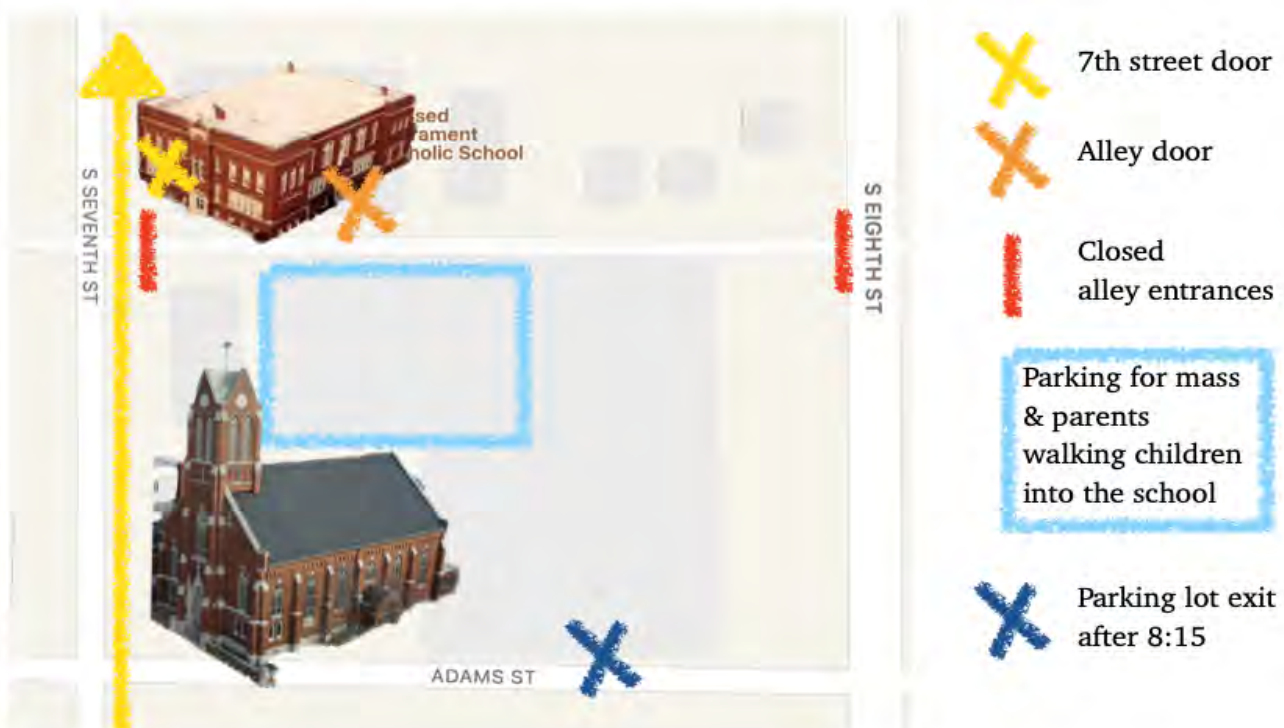 7th street door
sed
rament
holic School
Alley door
S SEVENTH ST
S EIGHTH ST
Closed
alley entrances
Parking for mass
& parents
walking children
into the school
Parking lot exit
after 8:15
ADAMS ST